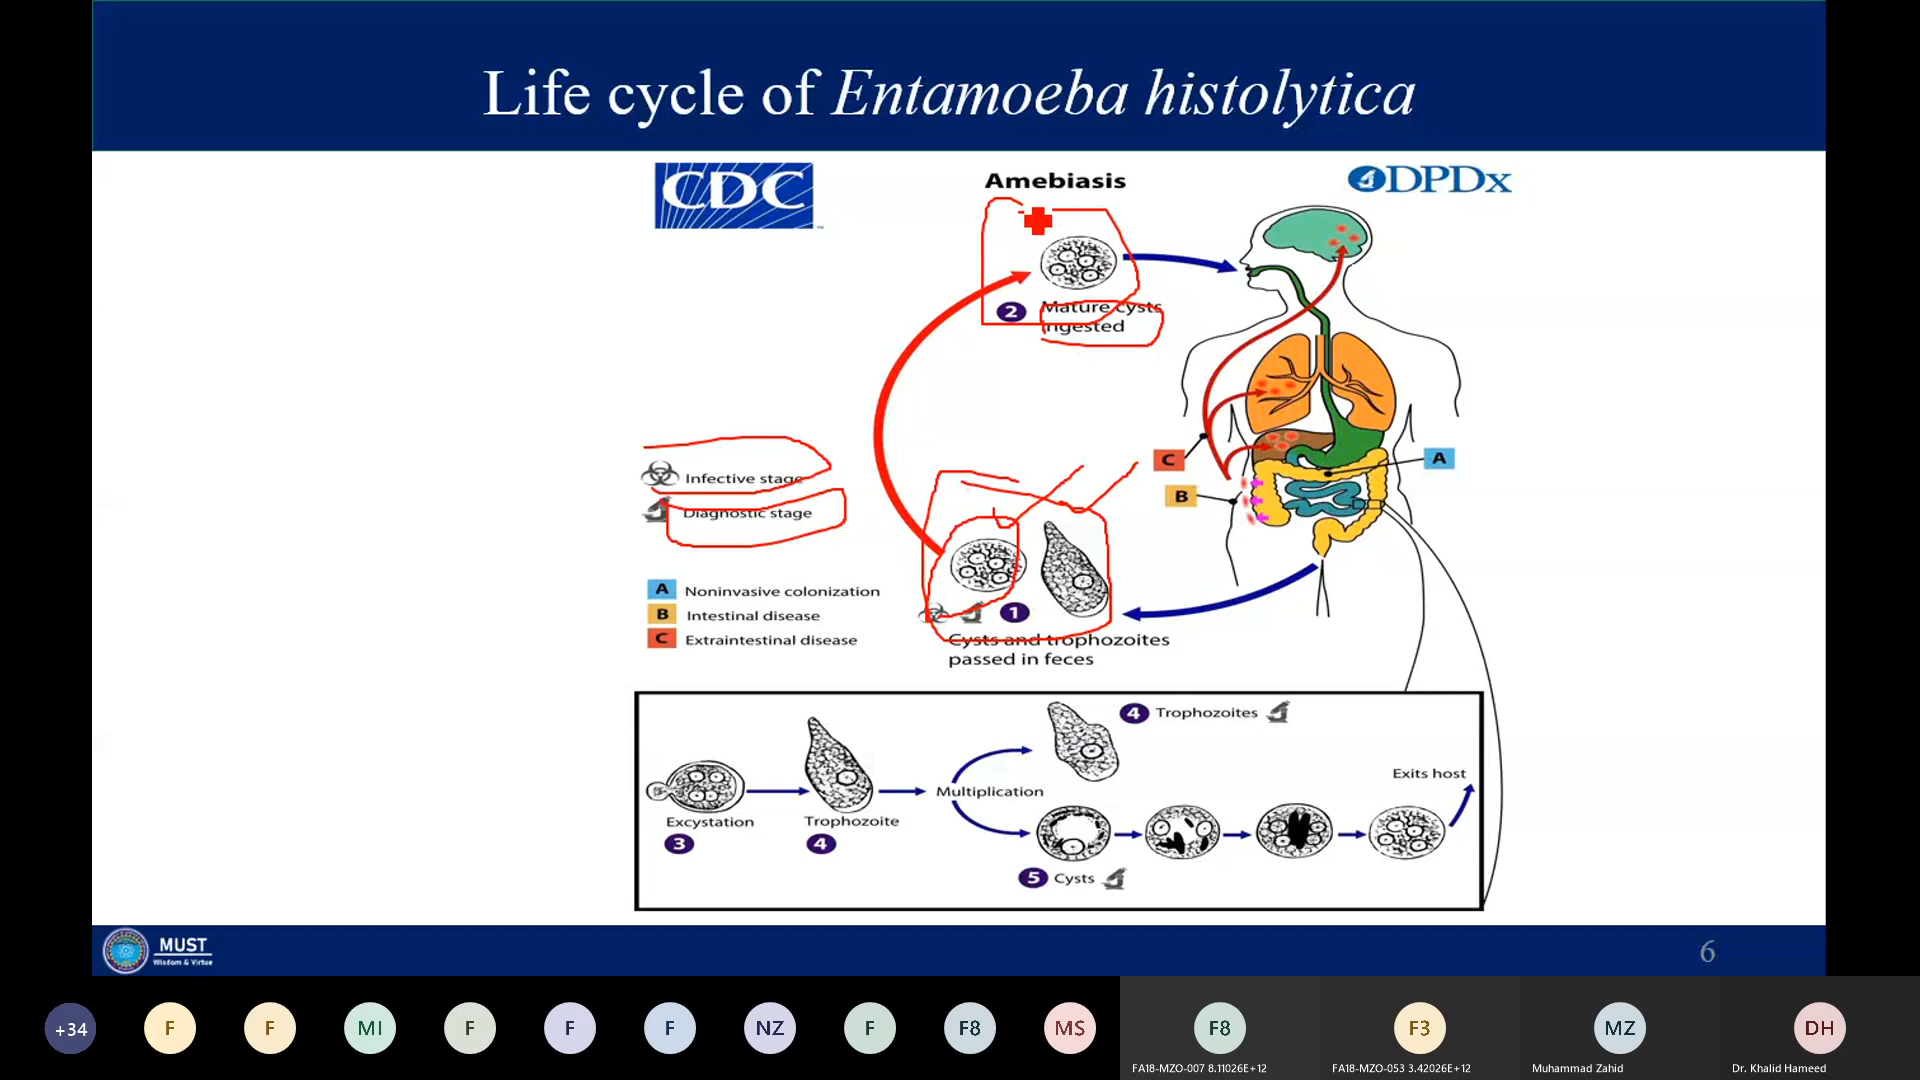 Life cycle of Entamoeba histolytica
CDC
TM
Amebiasis
DPDx
2 Mature cysts
ingested
C
A
B
Infective stage
Diagnostic stage
A Noninvasive colonization
B Intestinal disease
C Extraintestinal disease
1
Cysts and trophozoites
passed in feces
4 Trophozoites
Exits host
Multiplication
Excystation
Trophozoite
3
4
5 Cysts
MUST
Wisdom & Virtue
6
+34
F
F
MI
F
F
F
NZ
F
F8
MS
F8
F3
MZ
DH
FA18-MZO-007 8.11026E+12
FA18-MZO-053 3.42026E+12
Muhammad Zahid
Dr. Khalid Hameed